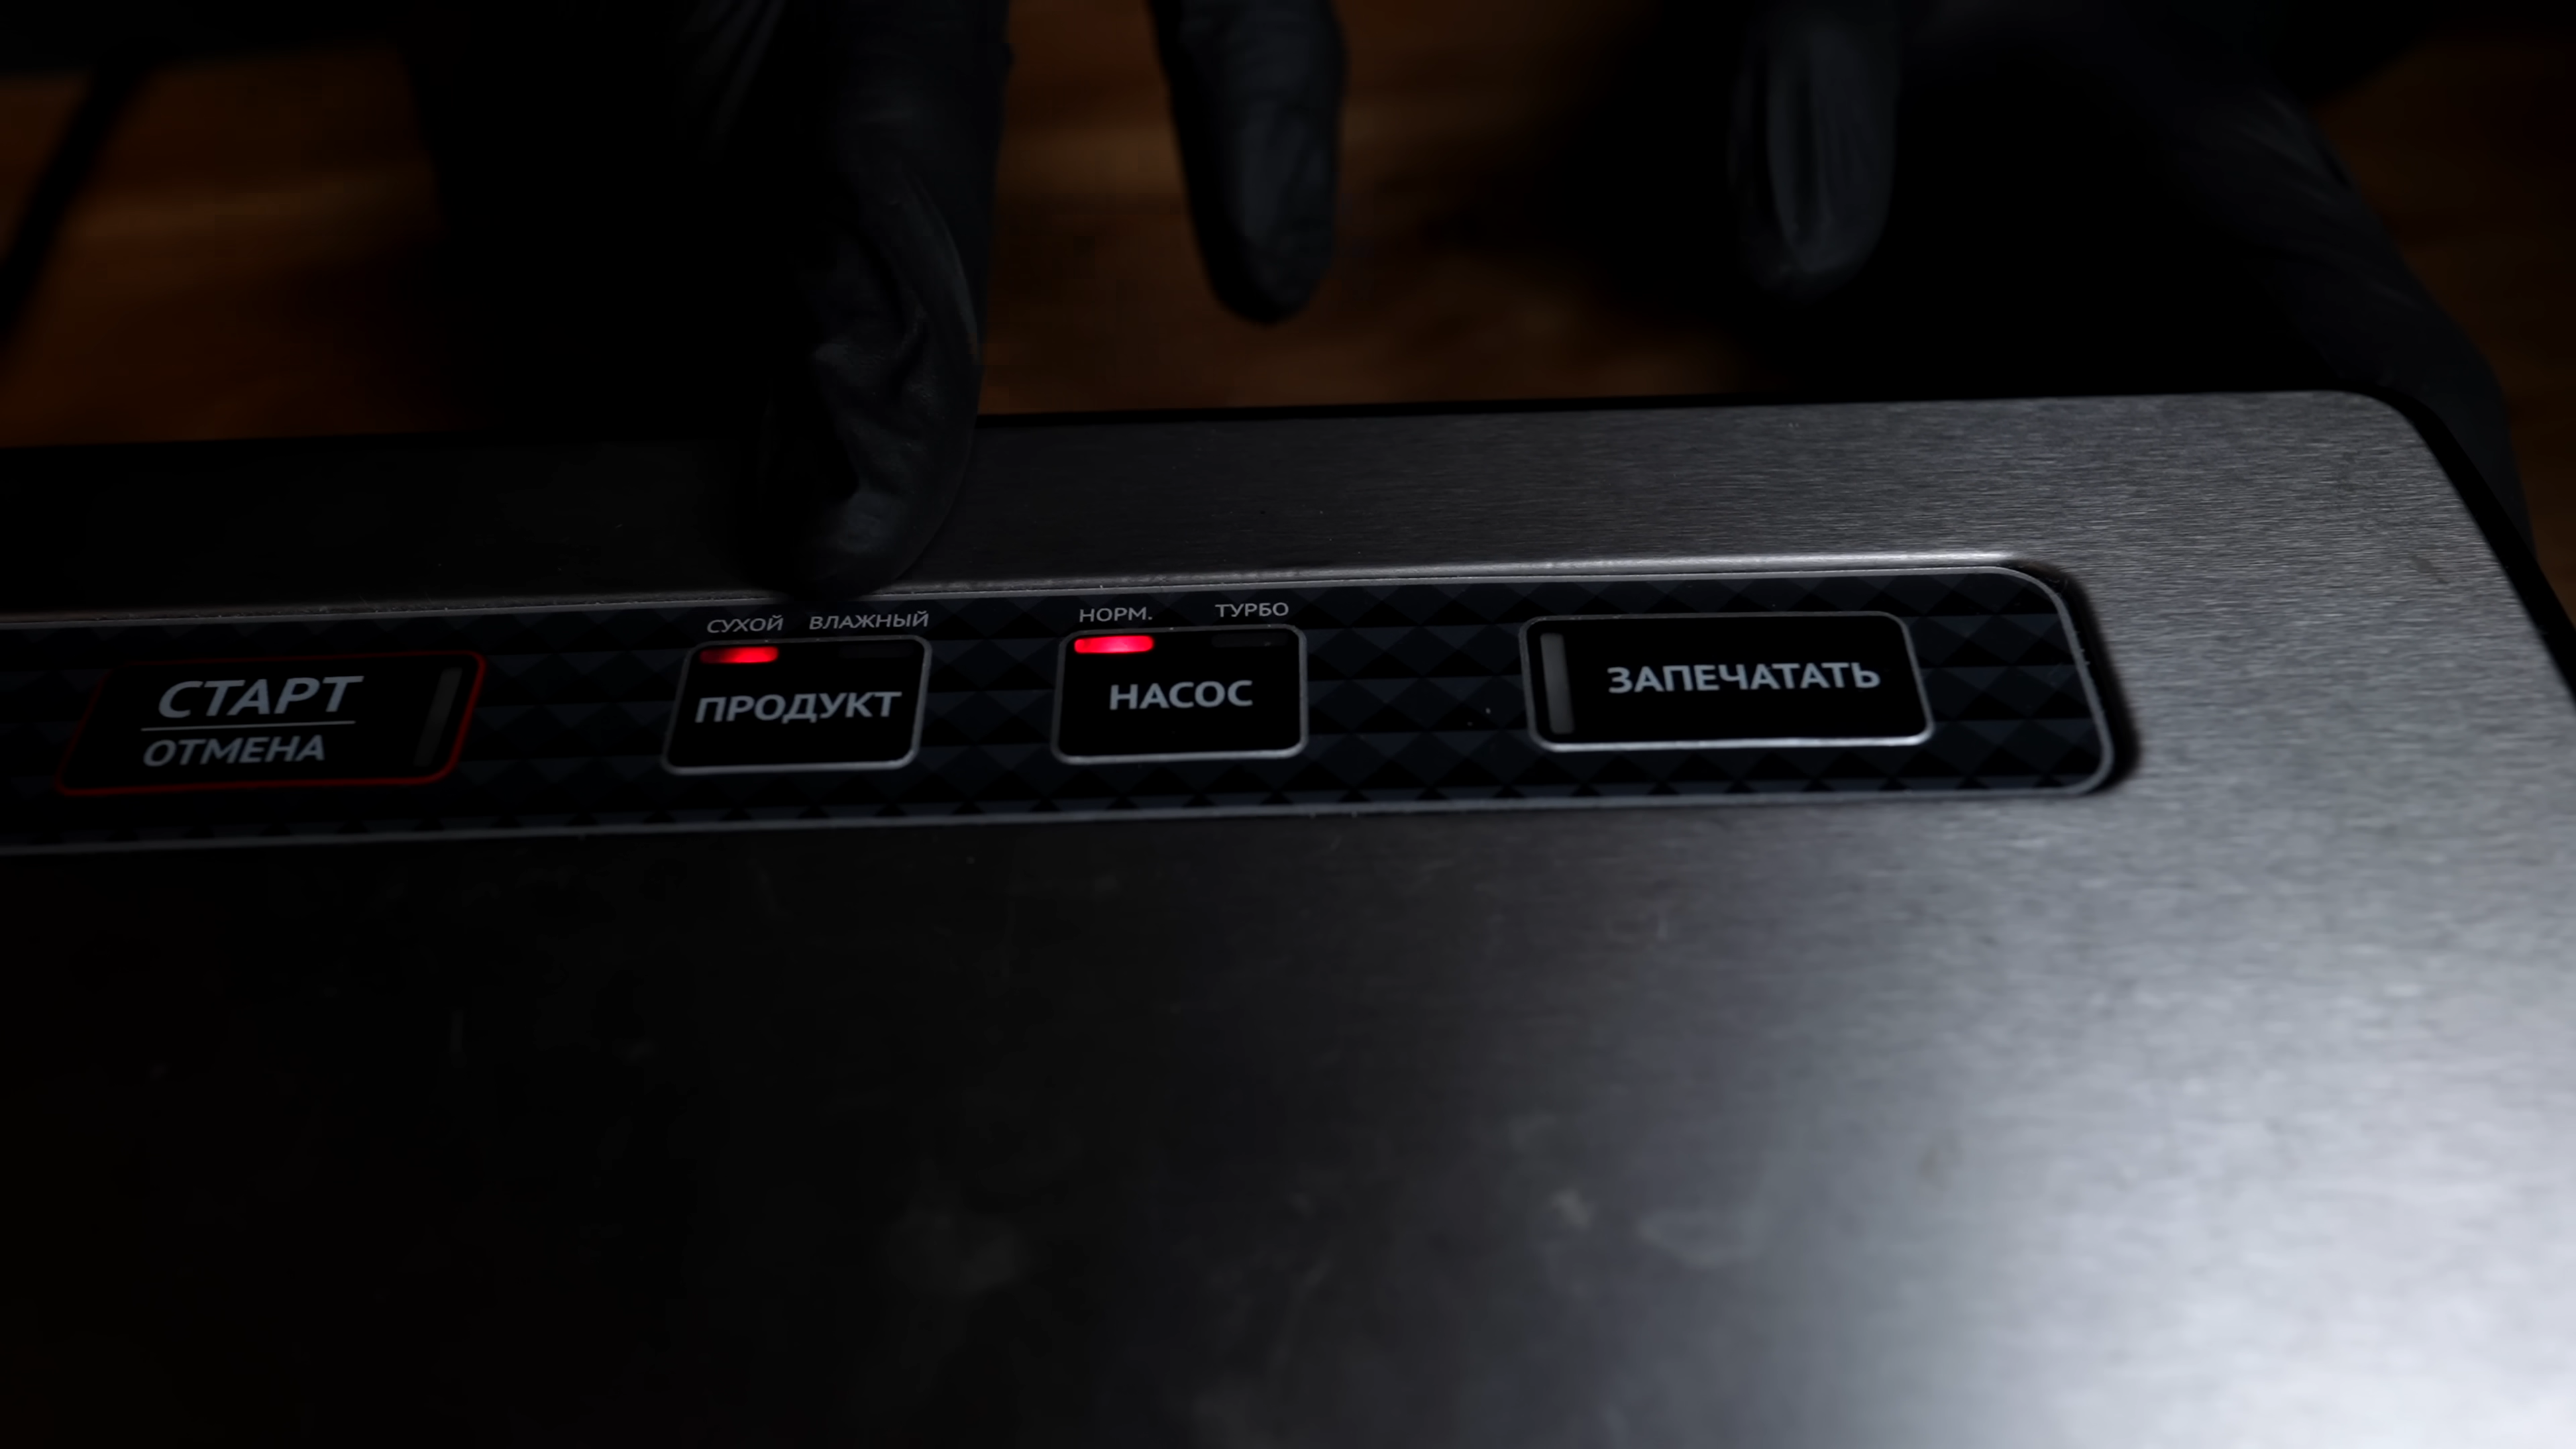 СТАРТ
ОТМЕНА
СУХОЙ ВЛАЖНЫЙ
ПРОДУКТ
НОРМ. ТУРБО
НАСОС
ЗАПЕЧАТАТЬ